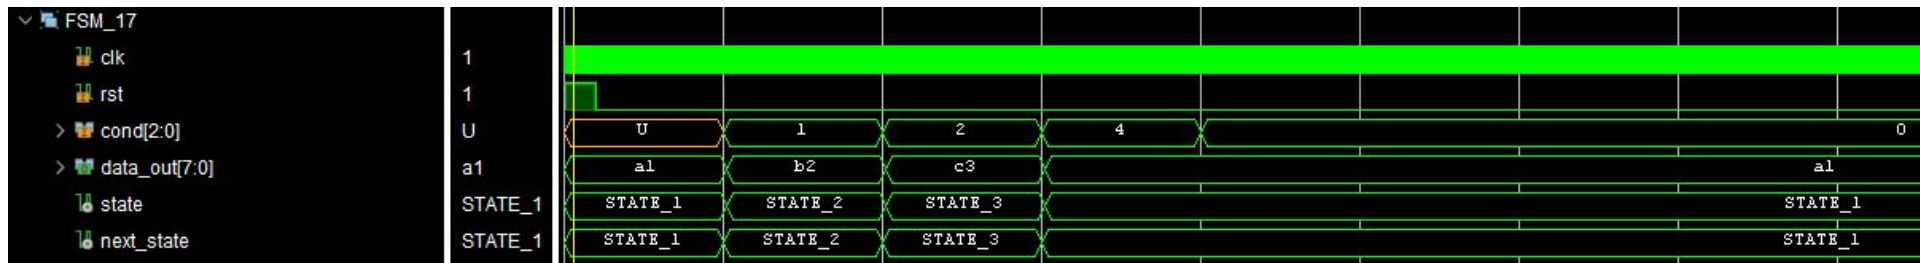 FSM_17
clk 1
rst 1
cond[2:0] U U 1 2 4 0
data_out[7:0] a1 a1 b2 c3 a1
state STATE_1 STATE_1 STATE_2 STATE_3 STATE_1
next_state STATE_1 STATE_1 STATE_2 STATE_3 STATE_1